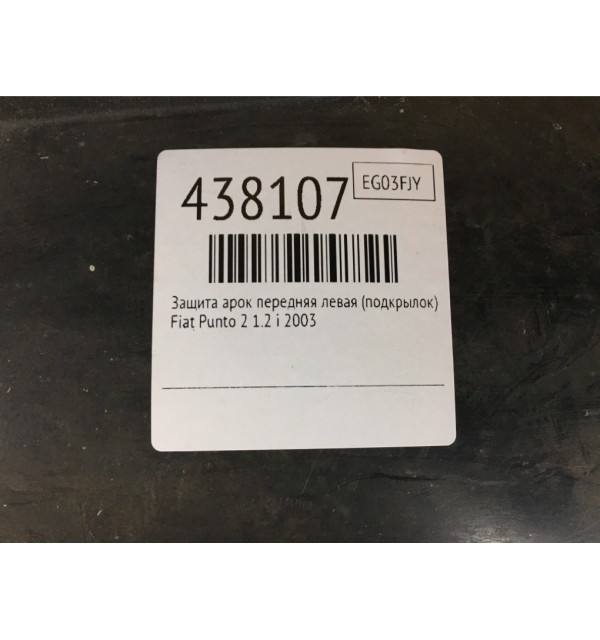 438107
EG03FJY
Защита арок передняя левая (подкрылок)
Fiat Punto 2 1.2 i 2003